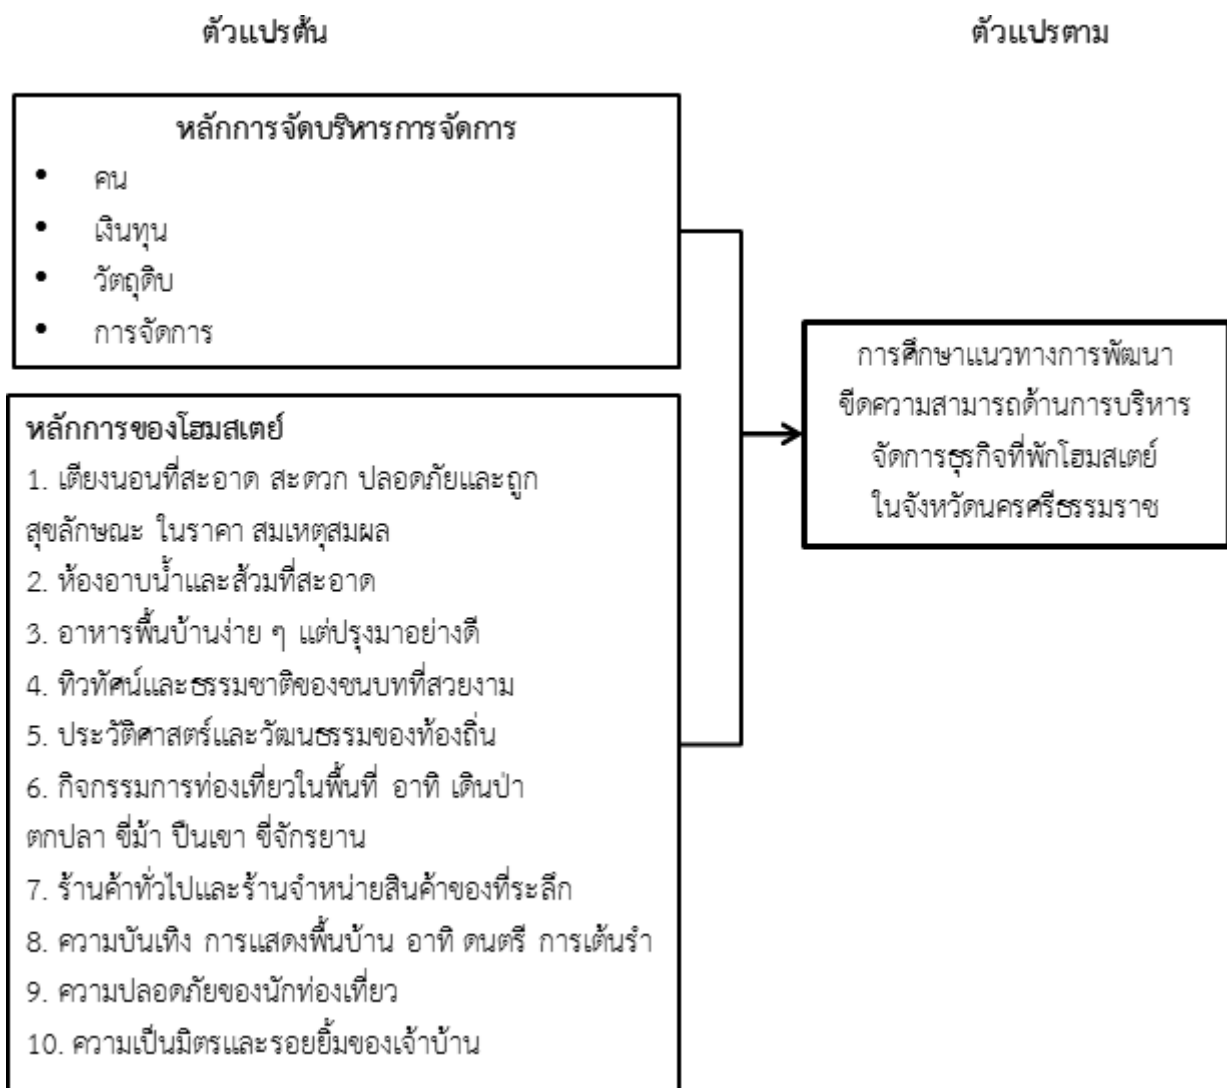 ตัวแปรต้น
ตัวแปรตาม
หลักการจัดบริหารการจัดการ
• คน
• เงินทุน
• วัตถุดิบ
• การจัดการ
หลักการของโฮมสเตย์
1. เตียงนอนที่สะอาด สะดวก ปลอดภัยและถูก
สุขลักษณะ ในราคา สมเหตุสมผล
2. ห้องอาบน้ำและส้วมที่สะอาด
3. อาหารพื้นบ้านง่าย ๆ แต่ปรุงมาอย่างดี
4. ทิวทัศน์และธรรมชาติของชนบทที่สวยงาม
5. ประวัติศาสตร์และวัฒนธรรมของท้องถิ่น
6. กิจกรรมการท่องเที่ยวในพื้นที่ อาทิ เดินป่า
ตกปลา ขี่ม้า ปืนเขา ขี่จักรยาน
7. ร้านค้าทั่วไปและร้านจำหน่ายสินค้าของที่ระลึก
8. ความบันเทิง การแสดงพื้นบ้าน อาทิ ดนตรี การเต้นรำ
9. ความปลอดภัยของนักท่องเที่ยว
10. ความเป็นมิตรและรอยยิ้มของเจ้าบ้าน
การศึกษาแนวทางการพัฒนา
ขีดความสามารถด้านการบริหาร
จัดการธุรกิจที่พักโฮมสเตย์
ในจังหวัดนครศรีธรรมราช